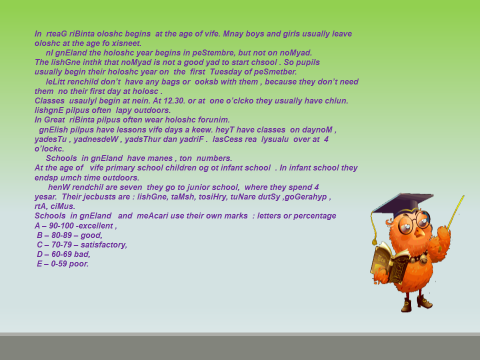 In rteaG riBinta oloshc begins at the age of vife. Mnay boys and girls usually leave
oloshc at the age fo xisneet.
nI gnEland the holoshc year begins in peStembre, but not on noMyad.
The lishGne inthk that noMyad is not a good yad to start chsool . So pupils
usually begin their holoshc year on the first Tuesday of peSmetber.
leLitt renchild don't have any bags or ooksb with them , because they don't need
them no their first day at holosc .
Classes usaulyl begin at nein. At 12.30. or at one o'clcko they usually have chlun.
lishgnE pilpus often lapy outdoors.
In Great riBinta pilpus often wear holoshc forunim.
gnElish pilpus have lessons vife days a keew. heyT have classes on daynoM ,
yadesTu , yadnesdeW , yadsThur dan yadriF . lasCess rea lysualu over at 4
o'lockc.
Schools in gnEland have manes , ton numbers.
At the age of vife primary school children og ot infant school . In infant school they
endsp umch time outdoors.
henW rendchil are seven they go to junior school, where they spend 4
yesar. Their jecbusts are : lishGne, taMsh, tosiHry, tuNare dutSy ,goGerahyp ,
rtA, ciMus.
Schools in gnEland and meAcari use their own marks : letters or percentage
A – 90-100 -excellent ,
B – 80-89 – good,
C – 70-79 – satisfactory,
D – 60-69 bad,
E – 0-59 poor.